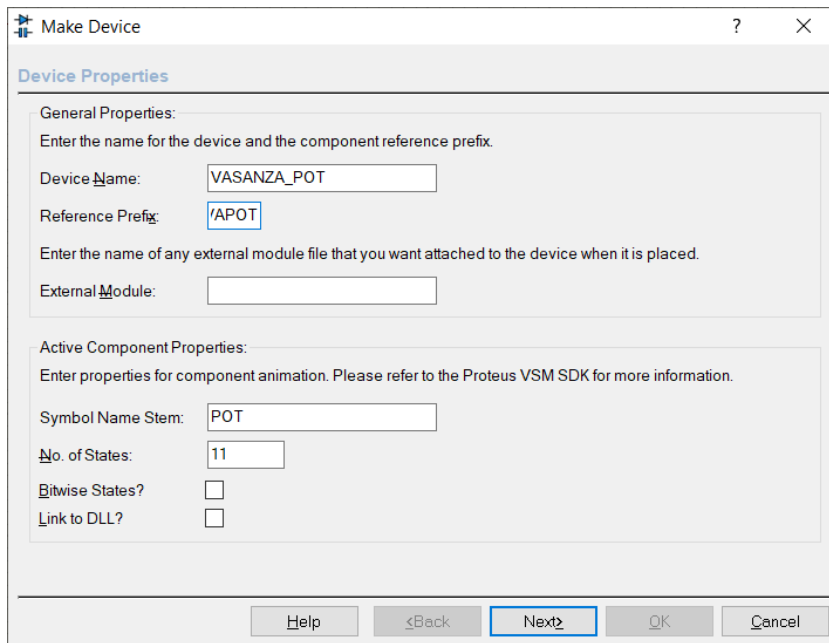 Make Device
?
Device Properties
General Properties:
Enter the name for the device and the component reference prefix.
Device Name: VASANZA_POT
Reference Prefix: APOT
Enter the name of any external module file that you want attached to the device when it is placed.
External Module:
Active Component Properties:
Enter properties for component animation. Please refer to the Proteus VSM SDK for more information.
Symbol Name Stem: POT
No. of States: 11
Bitwise States?
Link to DLL?
Help <Back Next> OK Cancel